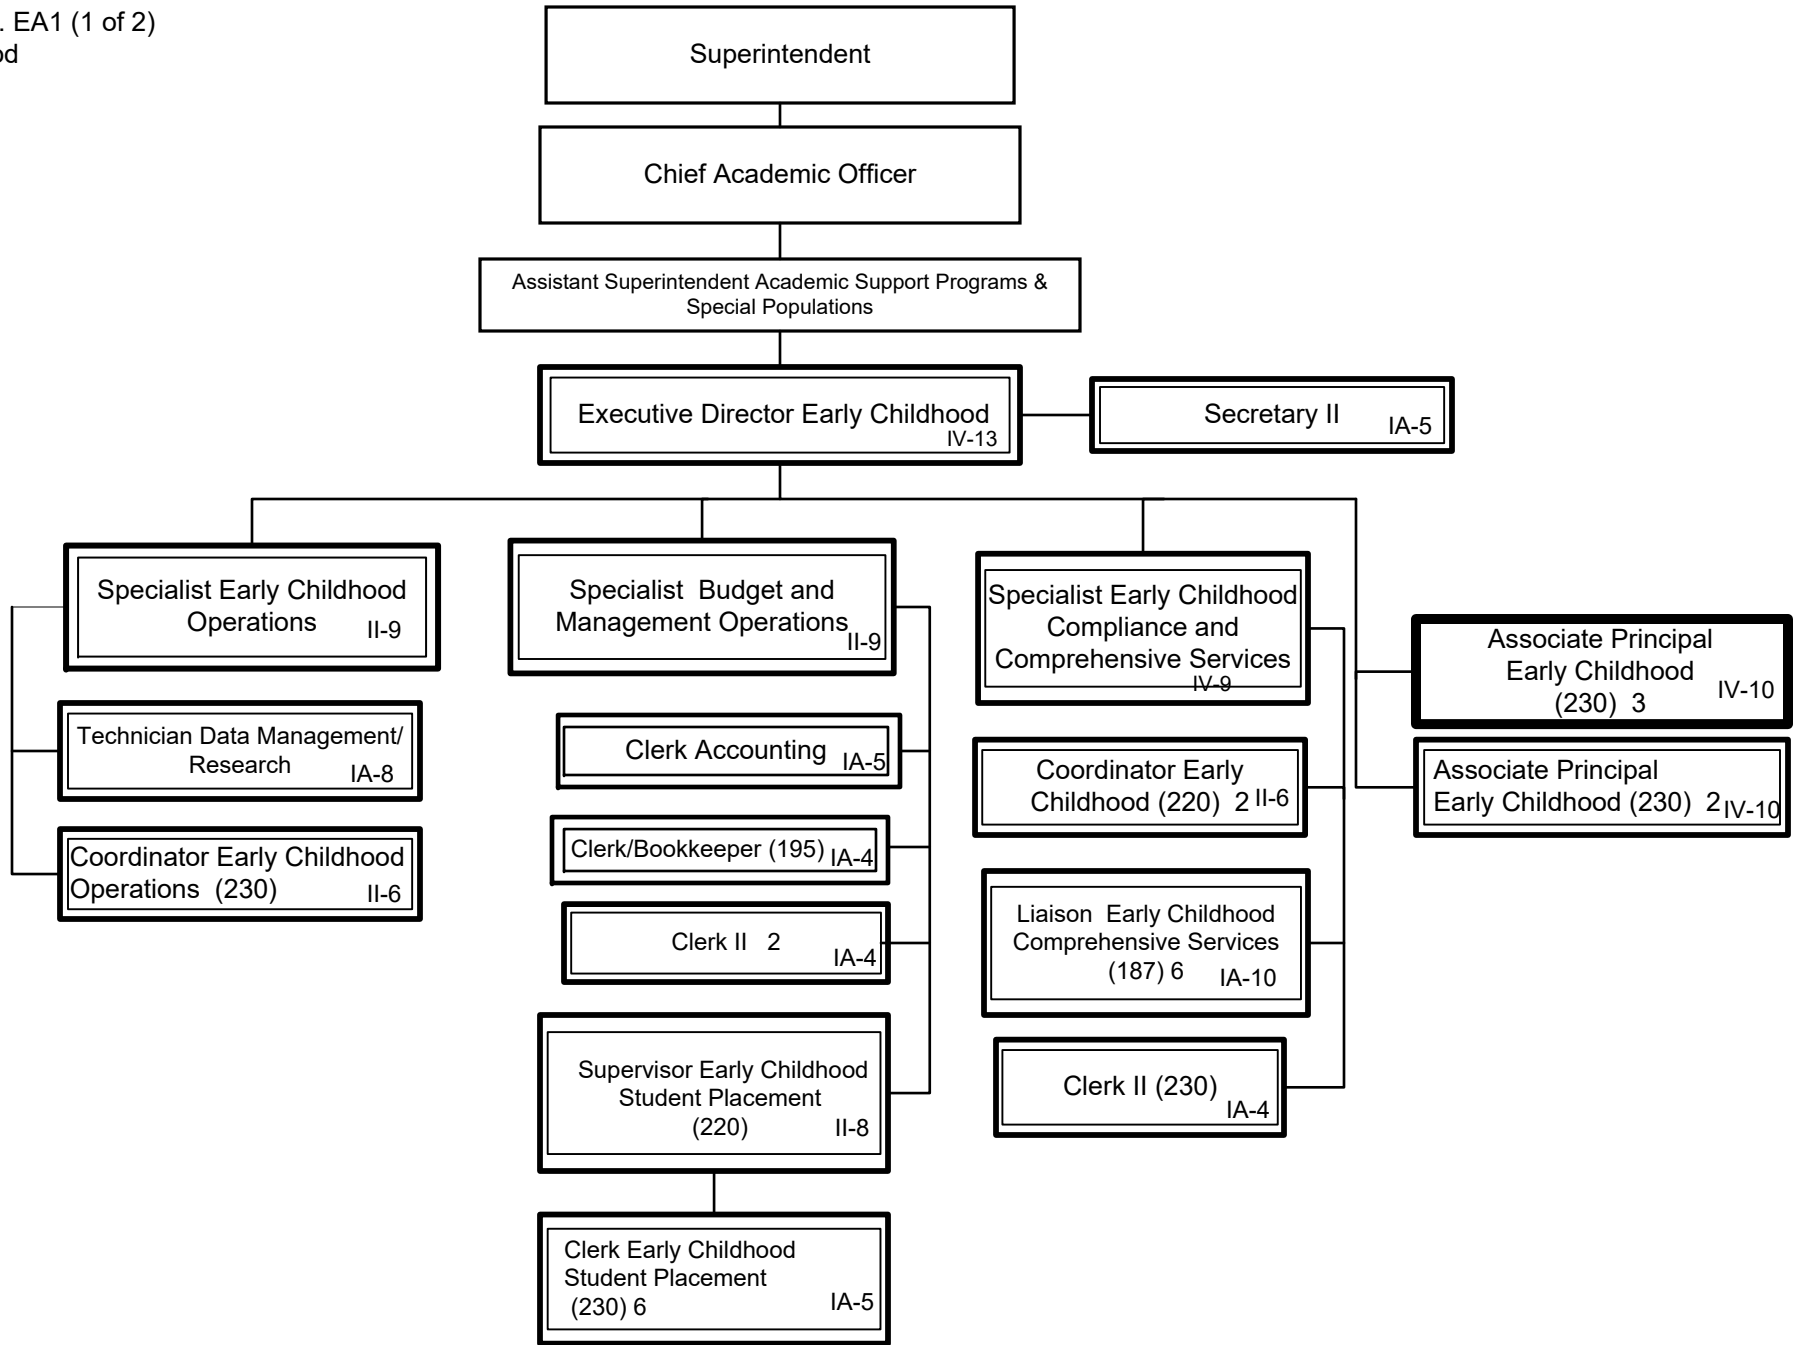 . EA1 (1 of 2)
od
Superintendent
Chief Academic Officer
Assistant Superintendent Academic Support Programs &
Special Populations
Executive Director Early Childhood
IV-13
Secretary II
IA-5
Specialist Early Childhood
Operations
II-9
Technician Data Management/
Research
IA-8
Coordinator Early Childhood
Operations (230)
II-6
Specialist Budget and
Management Operations
II-9
Clerk Accounting
IA-5
Clerk/Bookkeeper (195)
IA-4
Clerk II 2
IA-4
Supervisor Early Childhood
Student Placement
(220)
II-8
Clerk Early Childhood
Student Placement
(230) 6
IA-5
Specialist Early Childhood
Compliance and
Comprehensive Services
IV-9
Coordinator Early
Childhood (220) 2
II-6
Liaison Early Childhood
Comprehensive Services
(187) 6
IA-10
Clerk II (230)
IA-4
Associate Principal
Early Childhood
(230) 3
IV-10
Associate Principal
Early Childhood (230) 2
IV-10